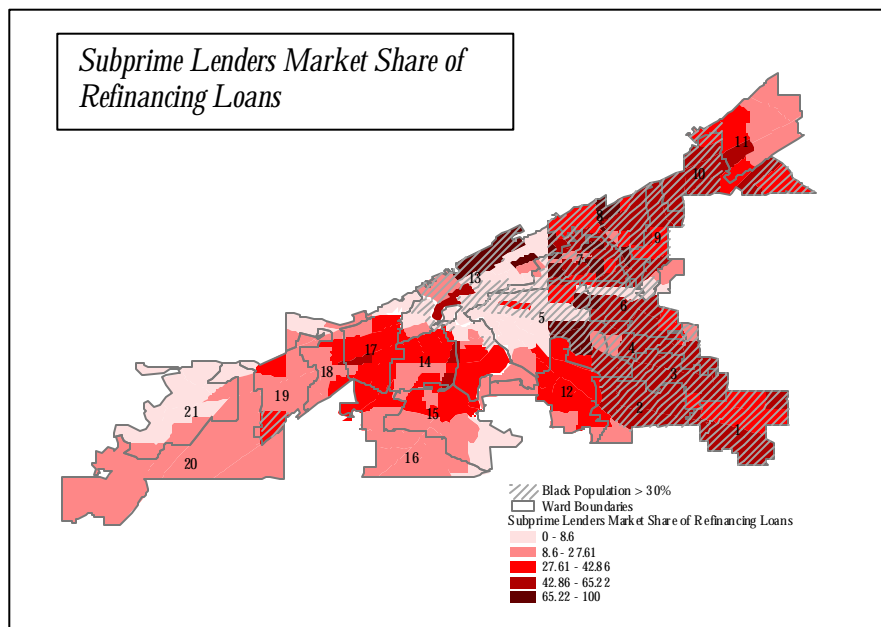 Subprime Lenders Market Share of
Refinancing Loans
11
10
8
9
7
13
6
5
17
4
14
18
3
12
19
21
2
15
1
16
20
Black Population > 30%
Ward Boundaries
Subprime Lenders Market Share of Refinancing Loans
0 - 8.6
8.6 - 27.61
27.61 - 42.86
42.86 - 65.22
65.22 - 100